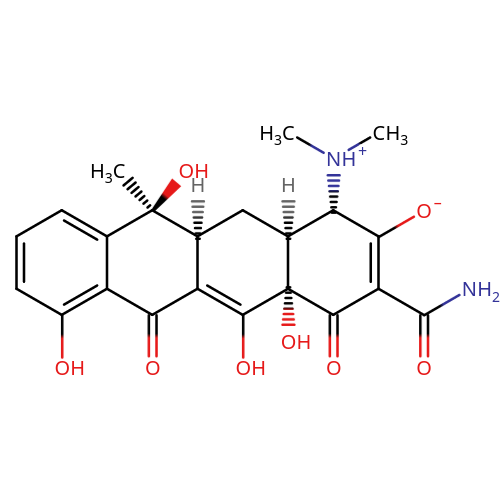 H₃C CH₃
NH⁺
H₃C OH H H O⁻
NH₂
OH
OH O OH O O